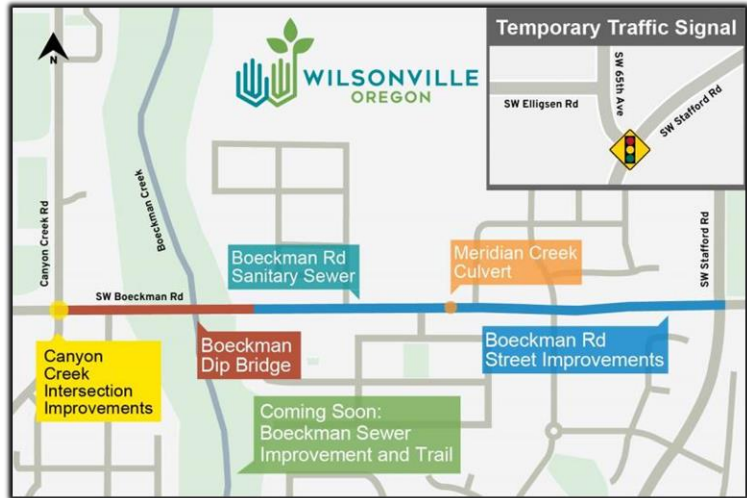 Temporary Traffic Signal
SW Elligsen Rd
SW 65th Ave
SW Stafford Rd
N
WILSONVILLE
OREGON
Canyon Creek Rd
Boeckman Creek
SW Stafford Rd
Boeckman Rd
Sanitary Sewer
Meridian Creek
Culvert
SW Boeckman Rd
Canyon
Creek
Intersection
Improvements
Boeckman
Dip Bridge
Boeckman Rd
Street Improvements
Coming Soon:
Boeckman Sewer
Improvement and Trail